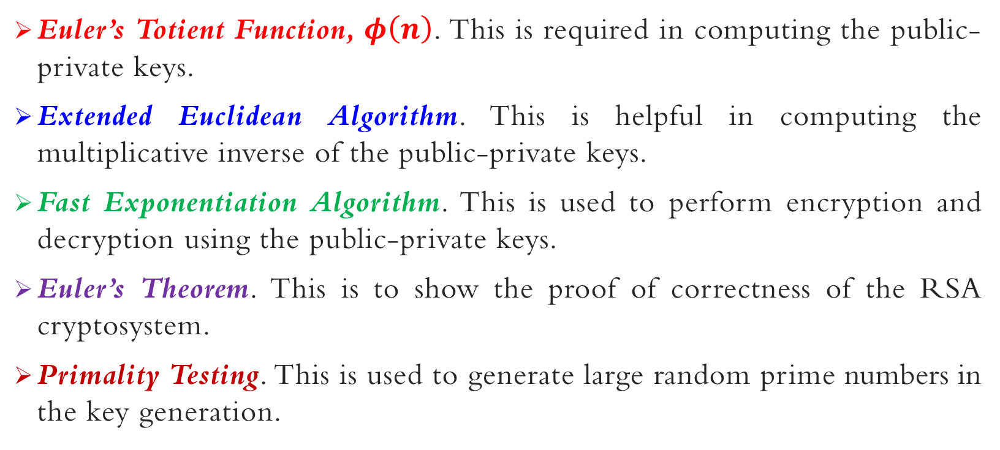 ➢ Euler's Totient Function, ϕ(n). This is required in computing the public-
private keys.
➢ Extended Euclidean Algorithm. This is helpful in computing the
multiplicative inverse of the public-private keys.
➢ Fast Exponentiation Algorithm. This is used to perform encryption and
decryption using the public-private keys.
➢ Euler's Theorem. This is to show the proof of correctness of the RSA
cryptosystem.
➢ Primality Testing. This is used to generate large random prime numbers in
the key generation.